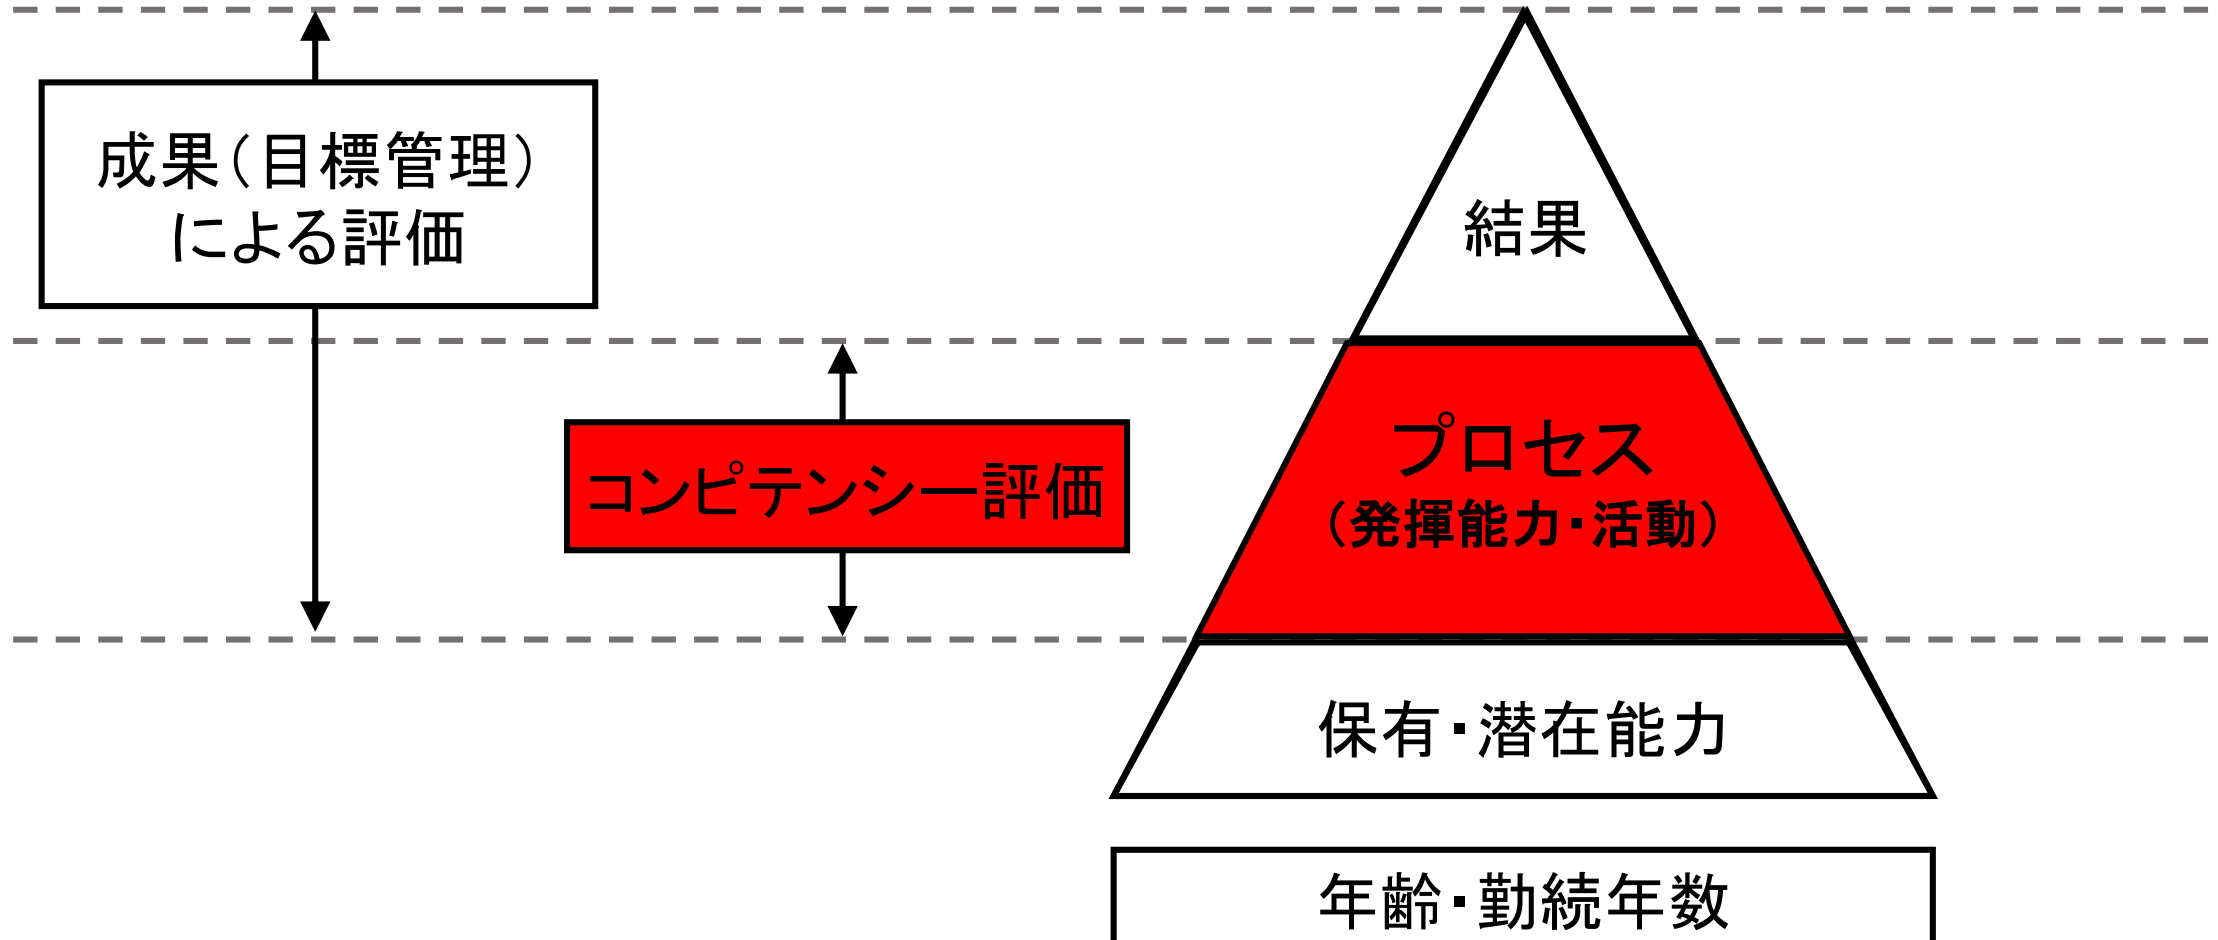 成果(目標管理)
による評価
結果
コンピテンシー評価
プロセス
(発揮能力・活動)
保有・潜在能力
年齢・勤続年数